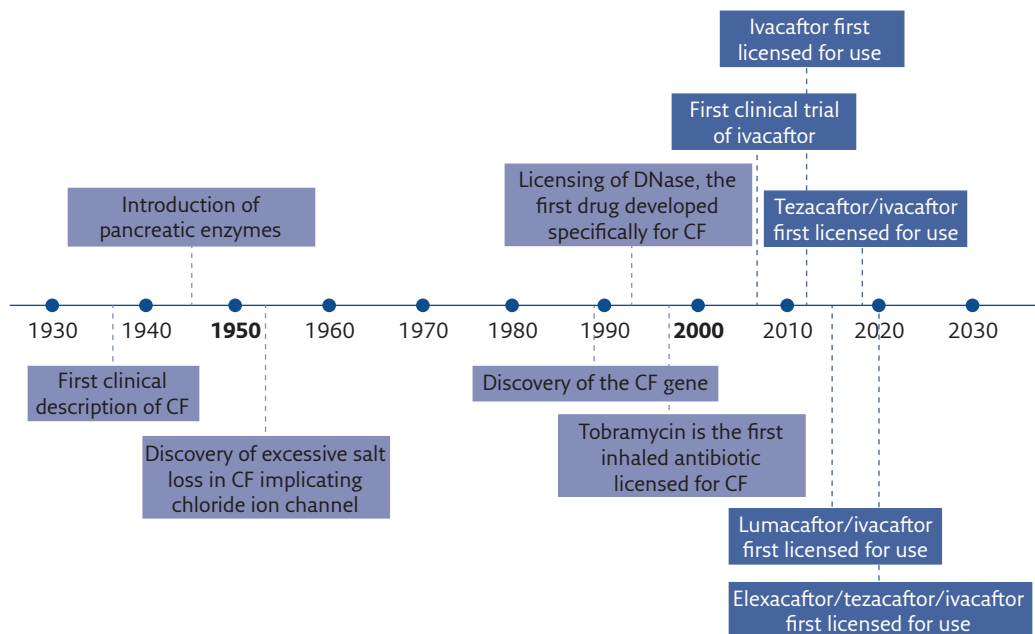 Ivacaftor first
licensed for use
First clinical trial
of ivacaftor
Licensing of DNase, the
first drug developed
specifically for CF
Introduction of
pancreatic enzymes
Tezacaftor/ivacaftor
first licensed for use
1930 1940 1950 1960 1970 1980 1990 2000 2010 2020 2030
First clinical
description of CF
Discovery of the CF gene
Discovery of excessive salt
loss in CF implicating
chloride ion channel
Tobramycin is the first
inhaled antibiotic
licensed for CF
Lumacaftor/ivacaftor
first licensed for use
Elexacaftor/tezacaftor/ivacaftor
first licensed for use